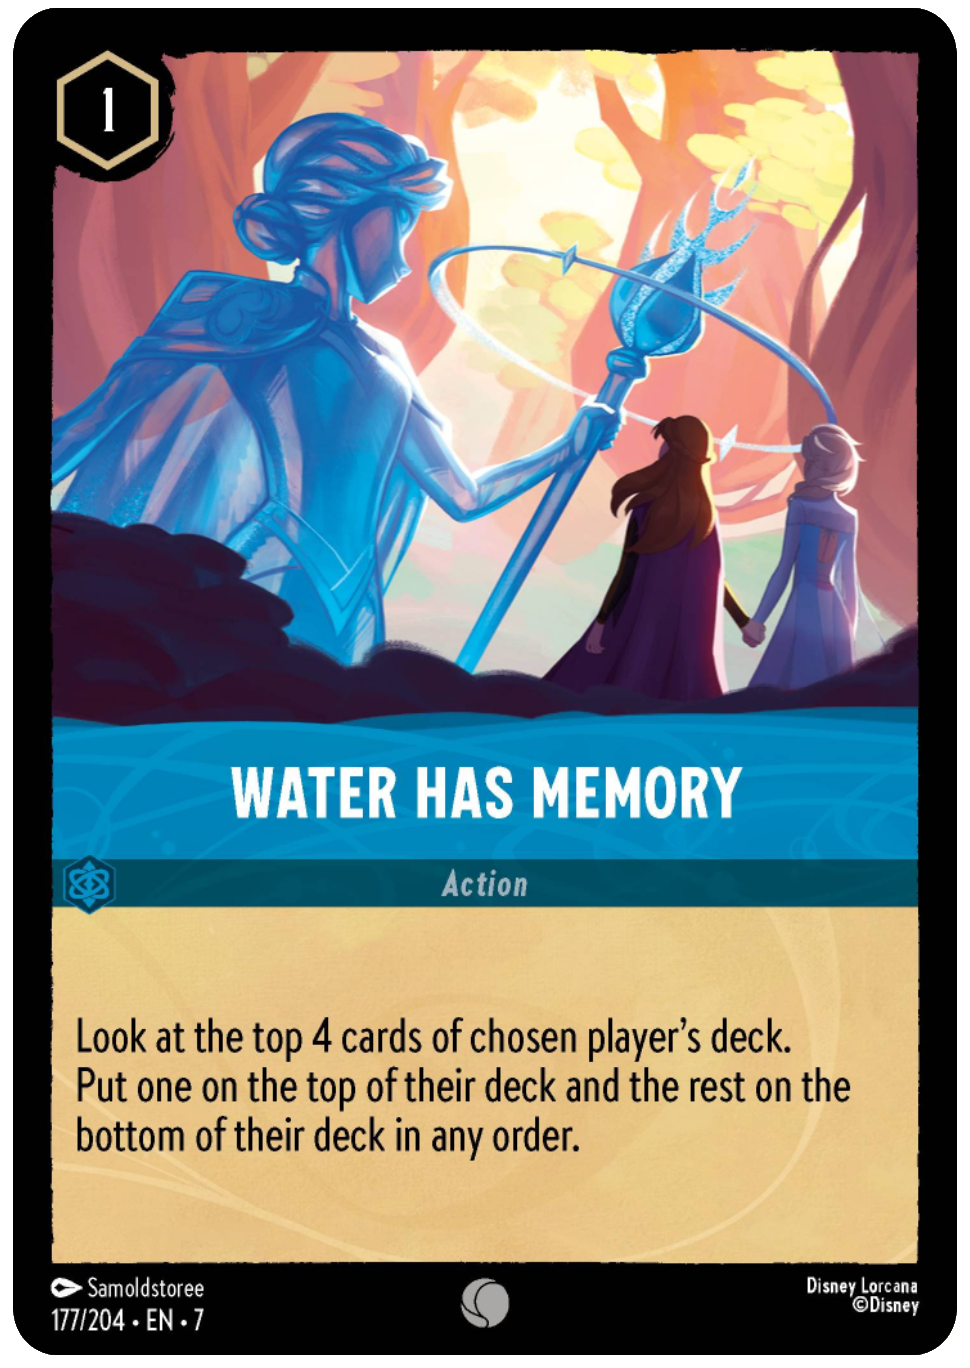 1
WATER HAS MEMORY
Action
Look at the top 4 cards of chosen player's deck.
Put one on the top of their deck and the rest on the
bottom of their deck in any order.
Samoldstoree
177/204 • EN • 7
Disney Lorcana
©Disney